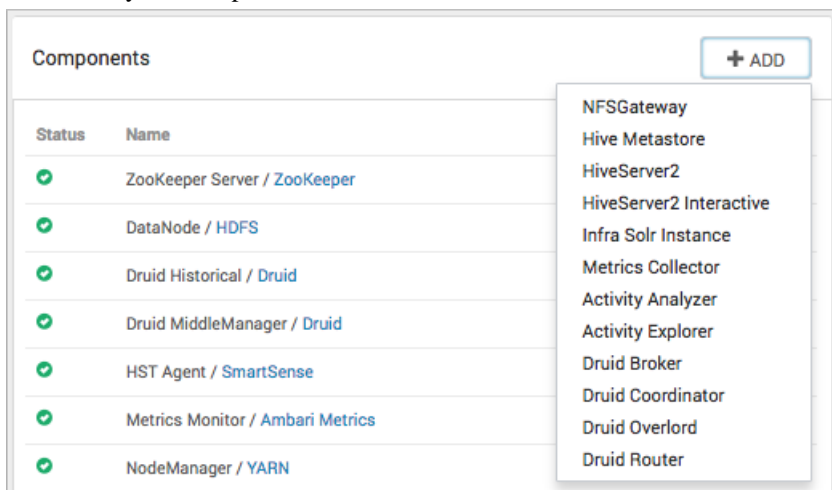 Components
+ ADD
Status Name
ZooKeeper Server / ZooKeeper
DataNode / HDFS
Druid Historical / Druid
Druid MiddleManager / Druid
HST Agent / SmartSense
Metrics Monitor / Ambari Metrics
NodeManager / YARN
NFSGateway
Hive Metastore
HiveServer2
HiveServer2 Interactive
Infra Solr Instance
Metrics Collector
Activity Analyzer
Activity Explorer
Druid Broker
Druid Coordinator
Druid Overlord
Druid Router